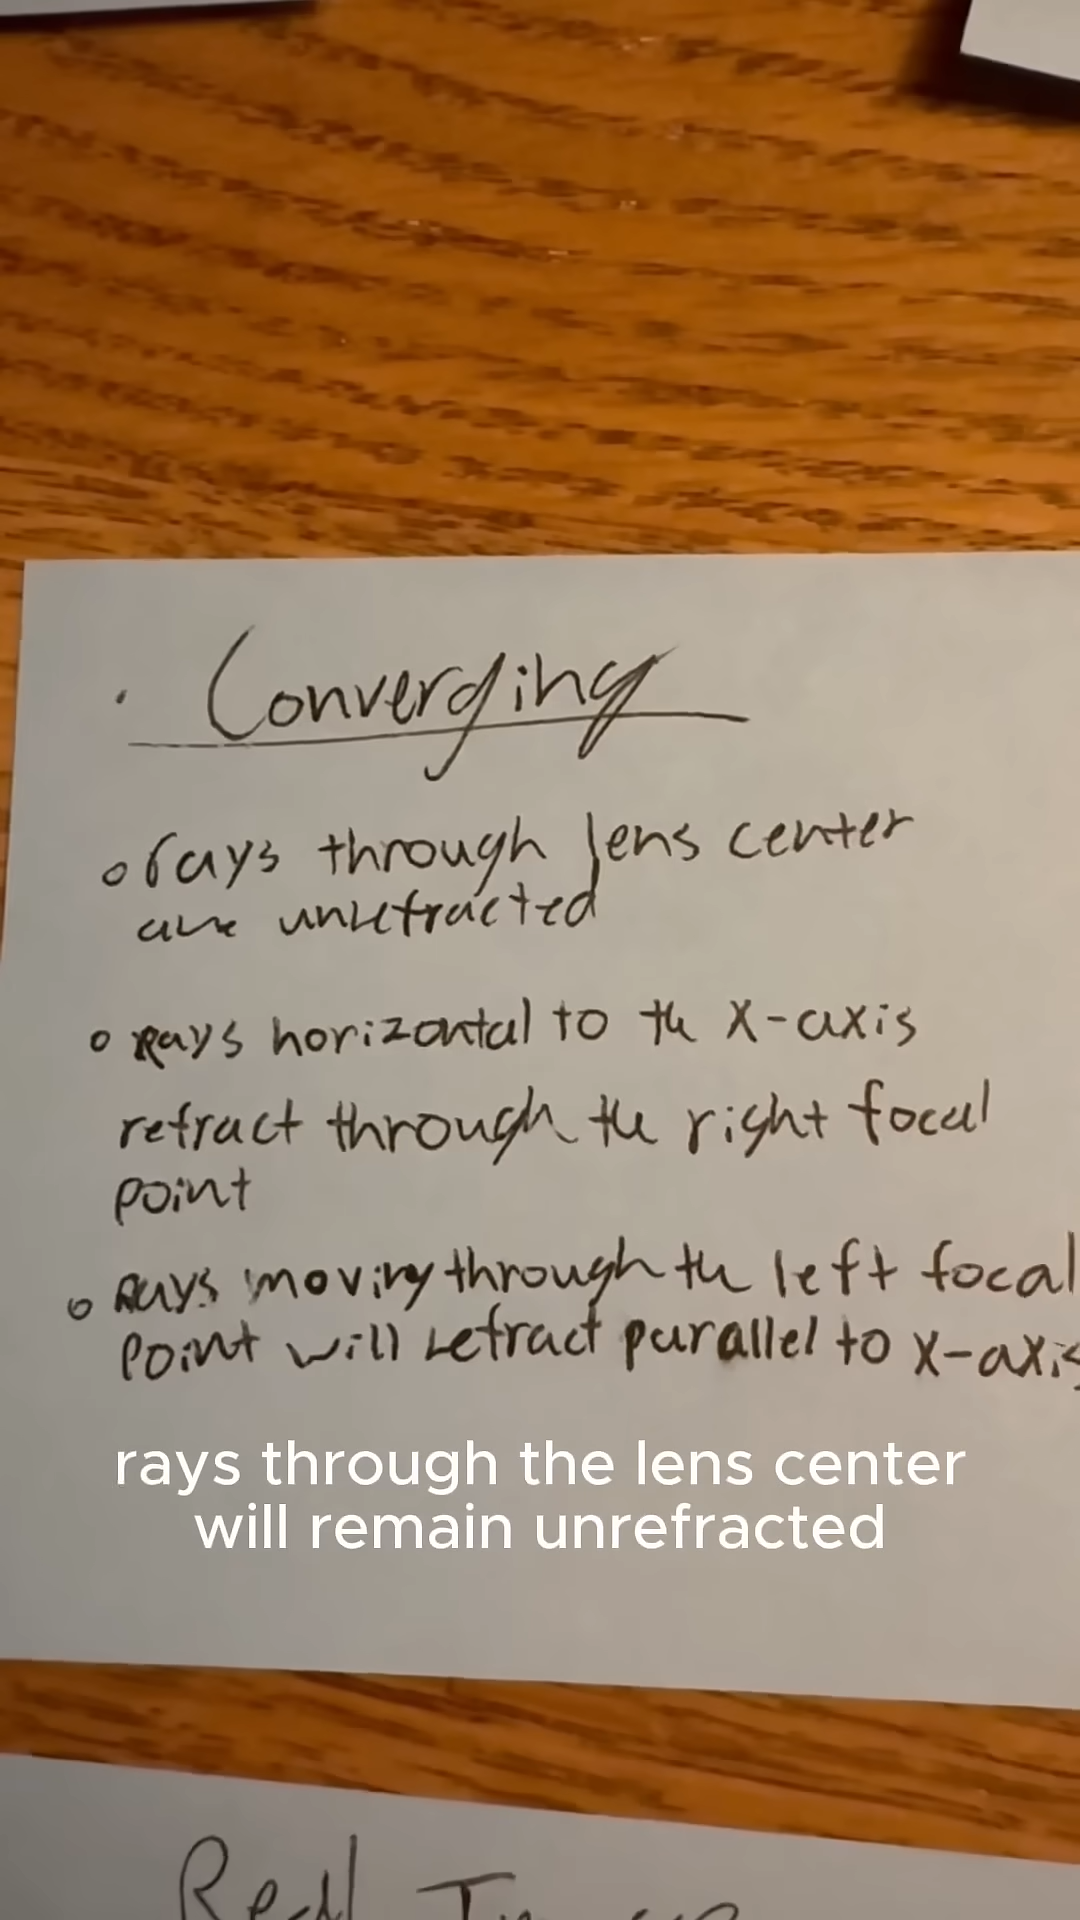 Converging
rays through lens center
are unrefracted
rays horizontal to the x-axis
refract through the right focal
point
Rays moving through the left focal
point will refract parallel to x-axis
rays through the lens center
will remain unrefracted
Real